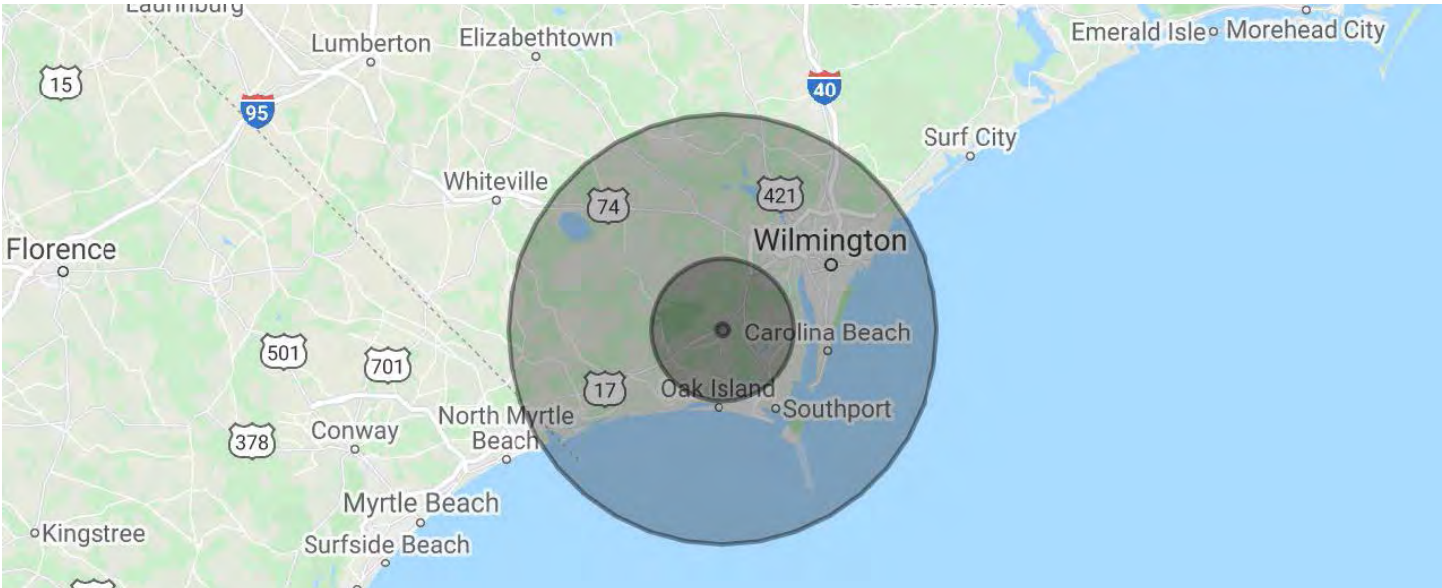 Laurinburg
Lumberton
Elizabethtown
Emerald Isle
Morehead City
15
95
40
Surf City
Whiteville
74
421
Florence
Wilmington
501
701
Carolina Beach
17
Oak Island
Southport
North Myrtle
Beach
378
Conway
Myrtle Beach
Kingstree
Surfside Beach